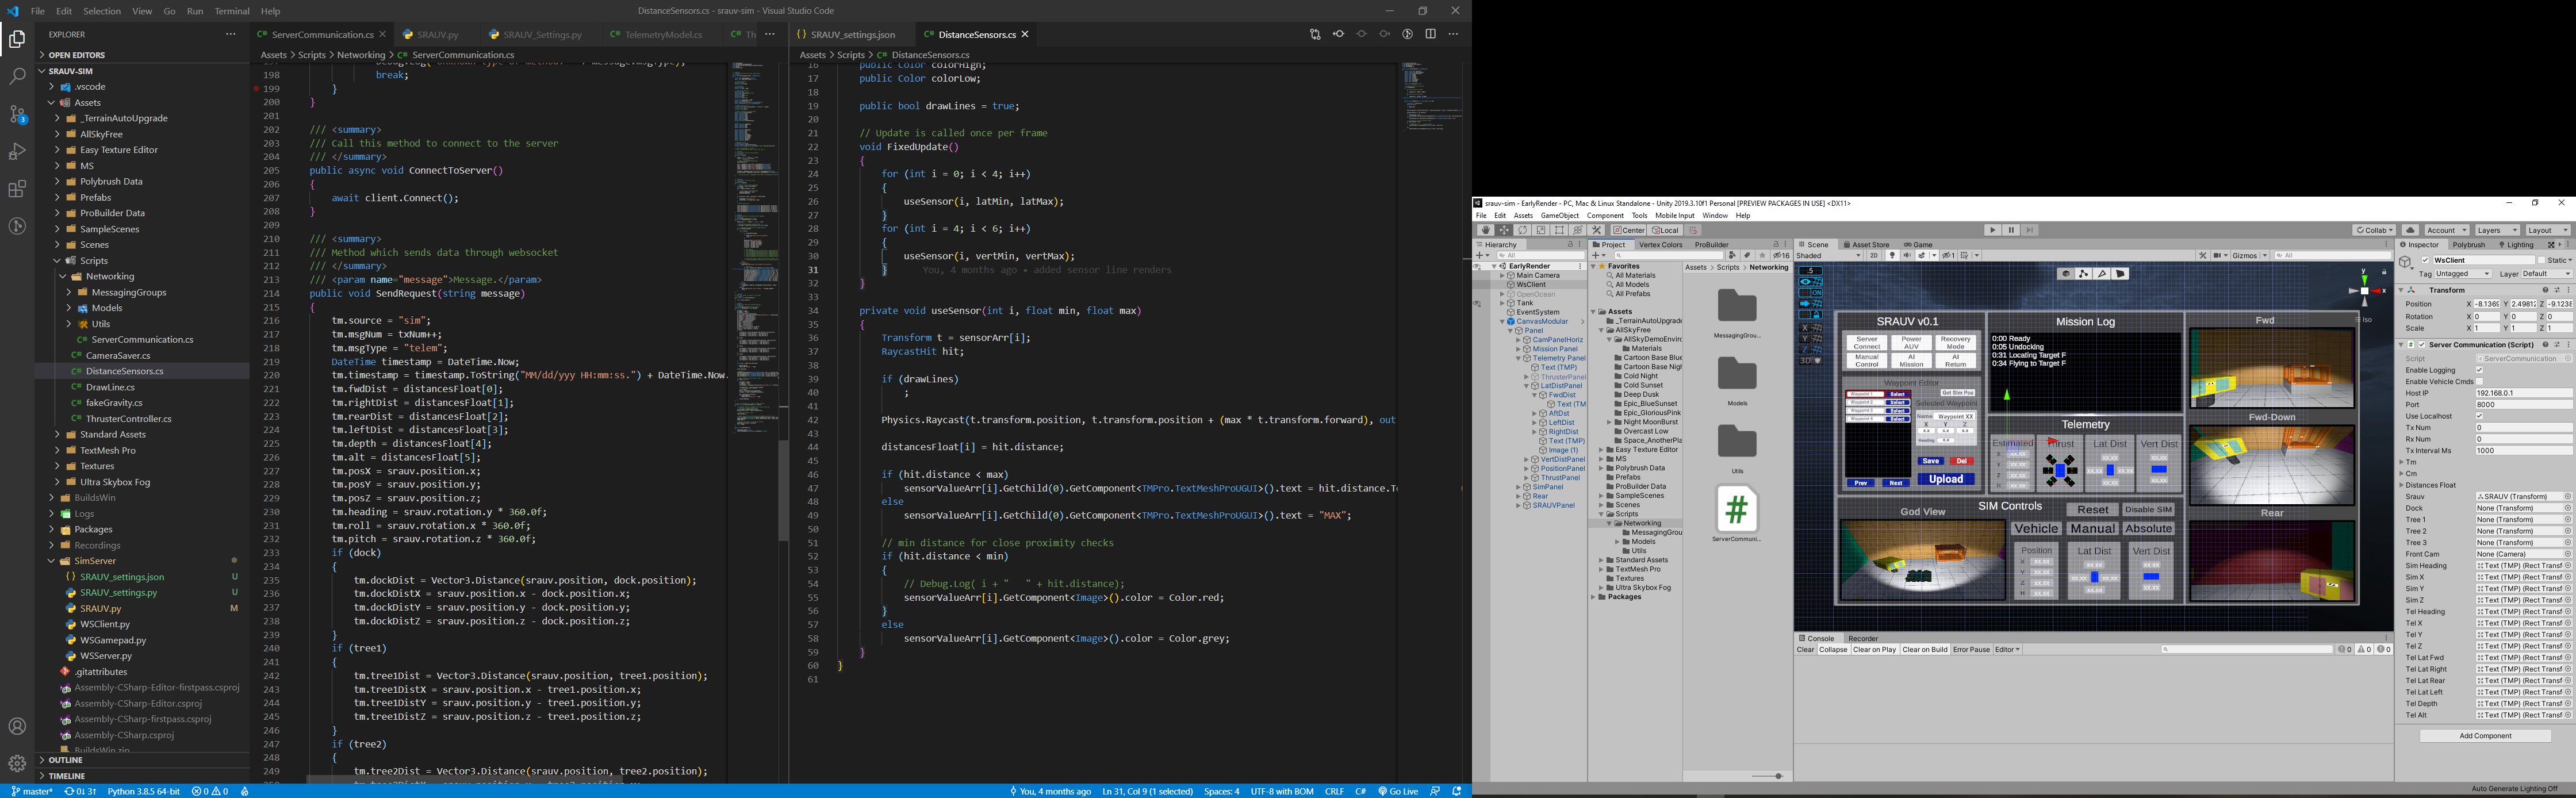 File Edit Selection View Go Run Terminal Help
DistanceSensors.cs - srauv-sim - Visual Studio Code
EXPLORER
OPEN EDITORS
SRAUV-SIM
.vscode
Assets
_TerrainAutoUpgrade
AllSkyFree
Easy Texture Editor
MS
Polybrush Data
Prefabs
ProBuilder Data
SampleScenes
Scenes
Scripts
Networking
MessagingGroups
Models
Utils
ServerCommunication.cs
CameraSaver.cs
DistanceSensors.cs
DrawLine.cs
fakeGravity.cs
ThrusterController.cs
Standard Assets
TextMesh Pro
Textures
Ultra Skybox Fog
BuildsWin
Logs
Packages
Recordings
SimServer
SRAUV_settings.json U
SRAUV_settings.py U
SRAUV.py M
WSClient.py
WSGamepad.py
WSServer.py
.gitattributes
Assembly-CSharp-Editor-firstpass.csproj
Assembly-CSharp-Editor.csproj
Assembly-CSharp-firstpass.csproj
Assembly-CSharp.csproj
BuildsWin.zip
OUTLINE
TIMELINE
ServerCommunication.cs SRAUV.py SRAUV_Settings.py TelemetryModel.cs Th
Assets > Scripts > Networking > ServerCommunication.cs
198 break;
199 }
200 }
201
202 /// <summary>
203 /// Call this method to connect to the server
204 /// </summary>
205 public async void ConnectToServer()
206 {
207 await client.Connect();
208 }
209
210 /// <summary>
211 /// Method which sends data through websocket
212 /// </summary>
213 /// <param name="message">Message.</param>
214 public void SendRequest(string message)
215 {
216 tm.source = "sim";
217 tm.msgNum = txNum++;
218 tm.msgType = "telem";
219 DateTime timestamp = DateTime.Now;
220 tm.timestamp = timestamp.ToString("MM/dd/yyy HH:mm:ss.") + DateTime.Now.
221 tm.fwdDist = distancesFloat[0];
222 tm.rightDist = distancesFloat[1];
223 tm.rearDist = distancesFloat[2];
224 tm.leftDist = distancesFloat[3];
225 tm.depth = distancesFloat[4];
226 tm.alt = distancesFloat[5];
227 tm.posX = srauv.position.x;
228 tm.posY = srauv.position.y;
229 tm.posZ = srauv.position.z;
230 tm.heading = srauv.rotation.y * 360.0f;
231 tm.roll = srauv.rotation.x * 360.0f;
232 tm.pitch = srauv.rotation.z * 360.0f;
233 if (dock)
234 {
235 tm.dockDist = Vector3.Distance(srauv.position, dock.position);
236 tm.dockDistX = srauv.position.x - dock.position.x;
237 tm.dockDistY = srauv.position.y - dock.position.y;
238 tm.dockDistZ = srauv.position.z - dock.position.z;
239 }
240 if (tree1)
241 {
242 tm.tree1Dist = Vector3.Distance(srauv.position, tree1.position);
243 tm.tree1DistX = srauv.position.x - tree1.position.x;
244 tm.tree1DistY = srauv.position.y - tree1.position.y;
245 tm.tree1DistZ = srauv.position.z - tree1.position.z;
246 }
247 if (tree2)
248 {
249 tm.tree2Dist = Vector3.Distance(srauv.position, tree2.position);
SRAUV_settings.json DistanceSensors.cs
Assets > Scripts > DistanceSensors.cs
16 public Color colorHigh;
17 public Color colorLow;
18
19 public bool drawLines = true;
20
21 // Update is called once per frame
22 void FixedUpdate()
23 {
24 for (int i = 0; i < 4; i++)
25 {
26 useSensor(i, latMin, latMax);
27 }
28 for (int i = 4; i < 6; i++)
29 {
30 useSensor(i, vertMin, vertMax);
31 } You, 4 months ago • added sensor line renders
32 }
33
34 private void useSensor(int i, float min, float max)
35 {
36 Transform t = sensorArr[i];
37 RaycastHit hit;
38
39 if (drawLines)
40 ;
41
42 Physics.Raycast(t.transform.position, t.transform.position + (max * t.transform.forward), out
43
44 distancesFloat[i] = hit.distance;
45
46 if (hit.distance < max)
47 sensorValueArr[i].GetChild(0).GetComponent<TMPro.TextMeshProUGUI>().text = hit.distance.T
48 else
49 sensorValueArr[i].GetChild(0).GetComponent<TMPro.TextMeshProUGUI>().text = "MAX";
50
51 // min distance for close proximity checks
52 if (hit.distance < min)
53 {
54 // Debug.Log( i + "   " + hit.distance);
55 sensorValueArr[i].GetComponent<Image>().color = Color.red;
56 }
57 else
58 sensorValueArr[i].GetComponent<Image>().color = Color.grey;
59 }
60 }
61
master* 0↓ 3↑ Python 3.8.5 64-bit 0 0
You, 4 months ago Ln 31, Col 9 (1 selected) Spaces: 4 UTF-8 with BOM CRLF C# Go Live
srauv-sim - EarlyRender - PC, Mac & Linux Standalone - Unity 2019.3.10f1 Personal [PREVIEW PACKAGES IN USE] <DX11>
File Edit Assets GameObject Component Tools Mobile Input Window Help
Center Local Collab Account Layers Layout
Hierarchy
All
EarlyRender
Main Camera
WsClient
OpenOcean
Tank
EventSystem
CanvasModular
Panel
CamPanelHoriz
Mission Panel
Telemetry Panel
Text (TMP)
ThrusterPanel
LatDistPanel
FwdDist
Text (TM
AftDst
LeftDist
RightDist
Text (TMP)
Image (1)
VertDistPanel
PositionPanel
ThrustPanel
SimPanel
Rear
SRAUVPanel
Project Vertex Colors ProBuilder
16
Favorites
All Materials
All Models
All Prefabs
Assets
_TerrainAutoUpgrade
AllSkyFree
AllSkyDemoEnviro
Materials
Cartoon Base Blue
Cartoon Base Nigh
Cold Night
Cold Sunset
Deep Dusk
Epic_BlueSunset
Epic_GloriousPink
Night MoonBurst
Overcast Low
Space_AnotherPla
Easy Texture Editor
MS
Polybrush Data
Prefabs
ProBuilder Data
SampleScenes
Scenes
Scripts
Networking
MessagingGrou
Models
Utils
Standard Assets
TextMesh Pro
Textures
Ultra Skybox Fog
Packages
Assets > Scripts > Networking
MessagingGrou...
Models
Utils
ServerCommuni...
Scene Asset Store Game
Shaded 2D Gizmos All
SRAUV v0.1
Server Connect Power AUV Recovery Mode
Manual Control AI Mission AI Return
Waypoint Editor
Get Sim Pos
Waypoint 1 Select
Waypoint 2 Select
Waypoint 3 Select
Waypoint 4 Select
Selected Waypoint
Name Waypoint XX
X Y Z
Heading
Save Del
Prev Next Upload
Mission Log
0:00 Ready
0:05 Undocking
0:31 Locating Target F
0:34 Flying to Target F
Telemetry
Estimated Thrust Lat Dist Vert Dist
Fwd
Fwd-Down
Rear
God View
SIM Controls Reset Disable SIM
Vehicle Manual Absolute
Position Lat Dist Vert Dist
Iso
Console Recorder
Clear Collapse Clear on Play Clear on Build Error Pause Editor 0 0 0
Inspector Polybrush Lighting
WsClient Static
Tag Untagged Layer Default
Transform
Position X -8.1369 Y 2.4981 Z -9.1238
Rotation X 0 Y 0 Z 0
Scale X 1 Y 1 Z 1
Server Communication (Script)
Script ServerCommunication
Enable Logging
Enable Vehicle Cmds
Host IP 192.168.0.1
Port 8000
Use Localhost
Tx Num 0
Rx Num 0
Tx Interval Ms 1000
Tm
Cm
Distances Float
Srauv SRAUV (Transform)
Dock None (Transform)
Tree 1 None (Transform)
Tree 2 None (Transform)
Tree 3 None (Transform)
Front Cam None (Camera)
Sim Heading Text (TMP) (Rect Transf
Sim X Text (TMP) (Rect Transf
Sim Y Text (TMP) (Rect Transf
Sim Z Text (TMP) (Rect Transf
Tel Heading Text (TMP) (Rect Transf
Tel X Text (TMP) (Rect Transf
Tel Y Text (TMP) (Rect Transf
Tel Z Text (TMP) (Rect Transf
Tel Lat Fwd Text (TMP) (Rect Transf
Tel Lat Right Text (TMP) (Rect Transf
Tel Lat Rear Text (TMP) (Rect Transf
Tel Lat Left Text (TMP) (Rect Transf
Tel Depth Text (TMP) (Rect Transf
Tel Alt Text (TMP) (Rect Transf
Add Component
Auto Generate Lighting Off